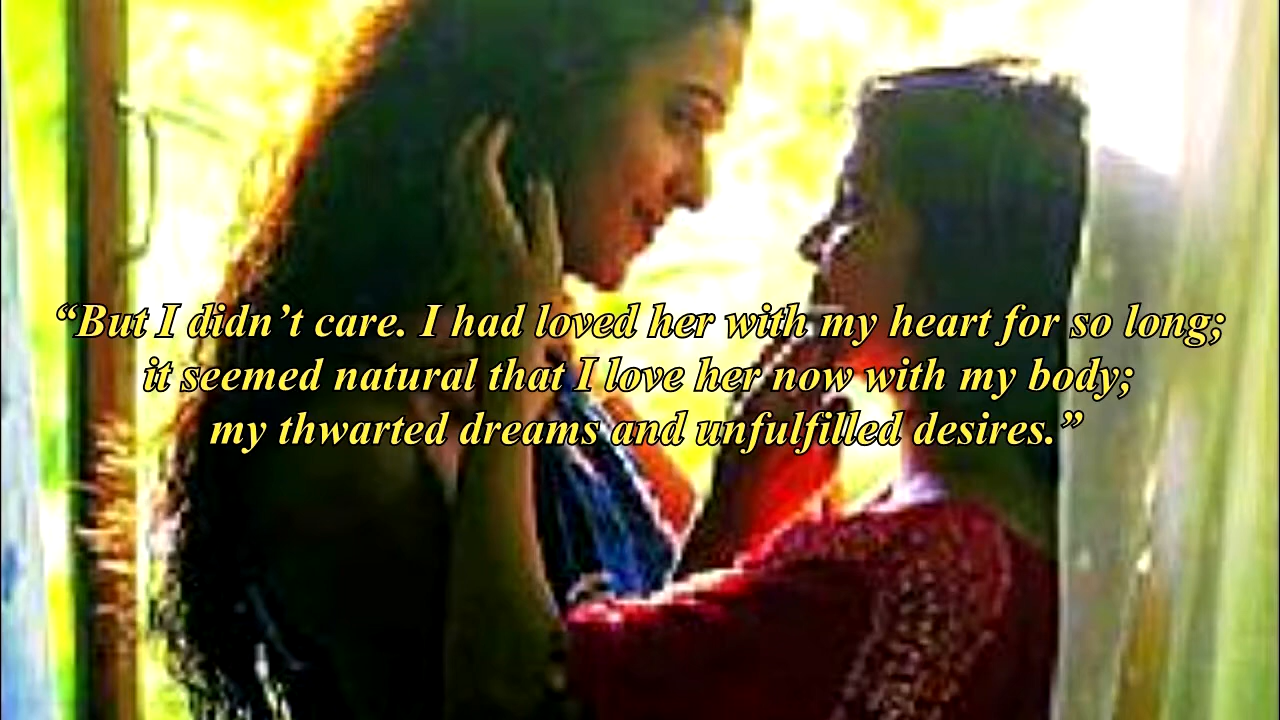 “But I didn’t care. I had loved her with my heart for so long;
it seemed natural that I love her now with my body;
my thwarted dreams and unfulfilled desires.”